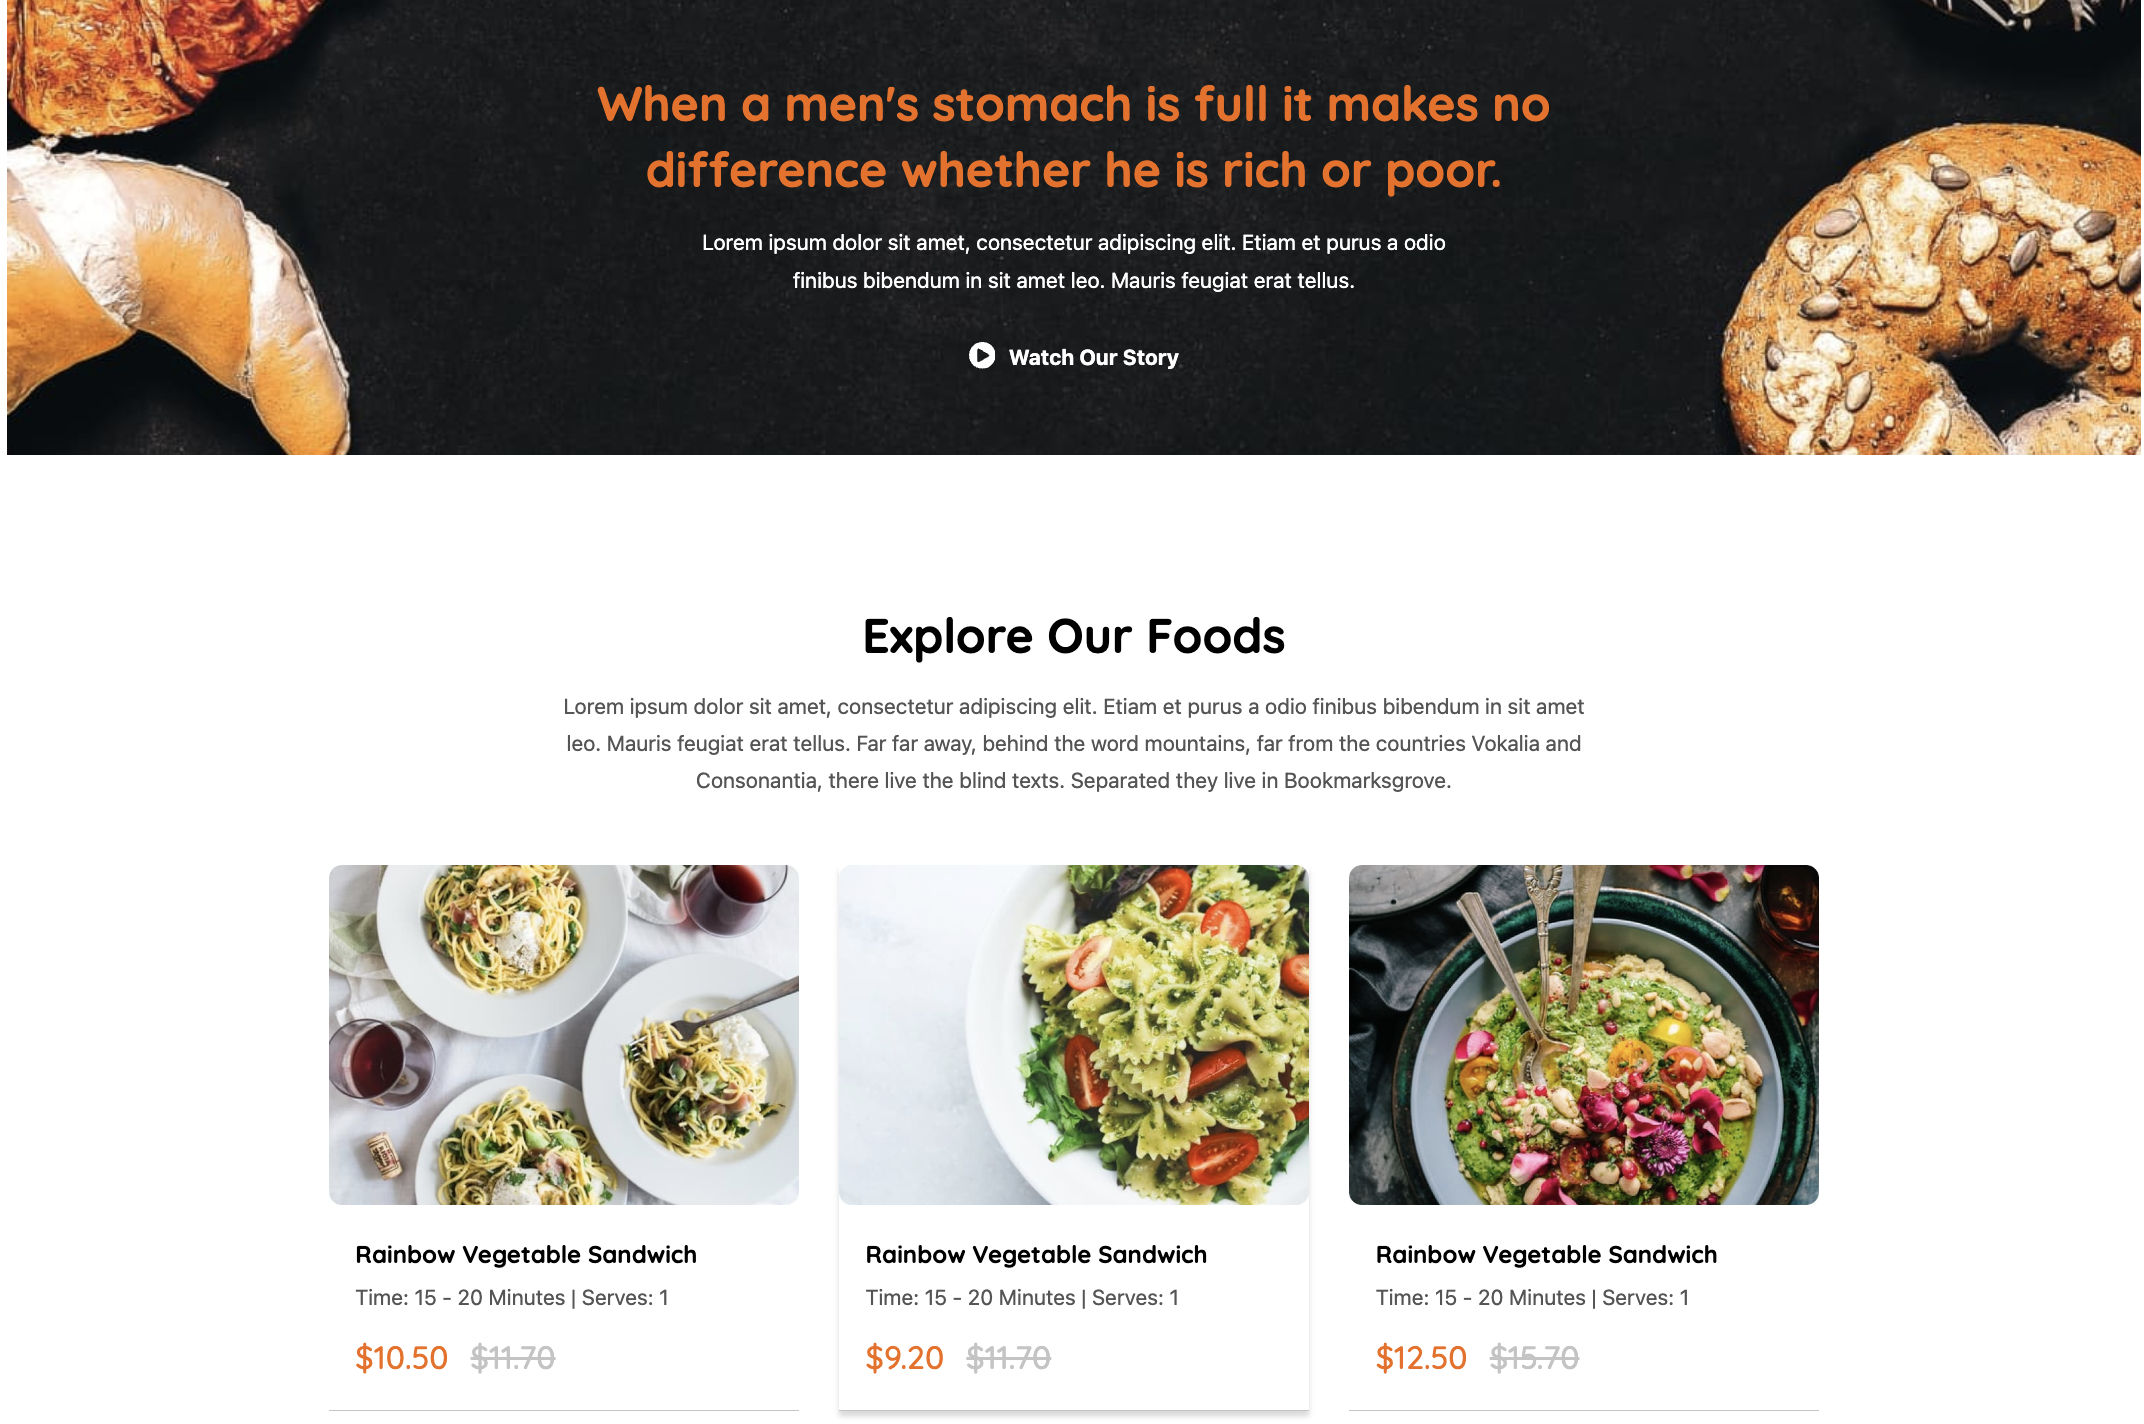 When a men's stomach is full it makes no
difference whether he is rich or poor.
Lorem ipsum dolor sit amet, consectetur adipiscing elit. Etiam et purus a odio
finibus bibendum in sit amet leo. Mauris feugiat erat tellus.
Watch Our Story
Explore Our Foods
Lorem ipsum dolor sit amet, consectetur adipiscing elit. Etiam et purus a odio finibus bibendum in sit amet
leo. Mauris feugiat erat tellus. Far far away, behind the word mountains, far from the countries Vokalia and
Consonantia, there live the blind texts. Separated they live in Bookmarksgrove.
Rainbow Vegetable Sandwich
Time: 15 - 20 Minutes | Serves: 1
$10.50 $11.70
Rainbow Vegetable Sandwich
Time: 15 - 20 Minutes | Serves: 1
$9.20 $11.70
Rainbow Vegetable Sandwich
Time: 15 - 20 Minutes | Serves: 1
$12.50 $15.70